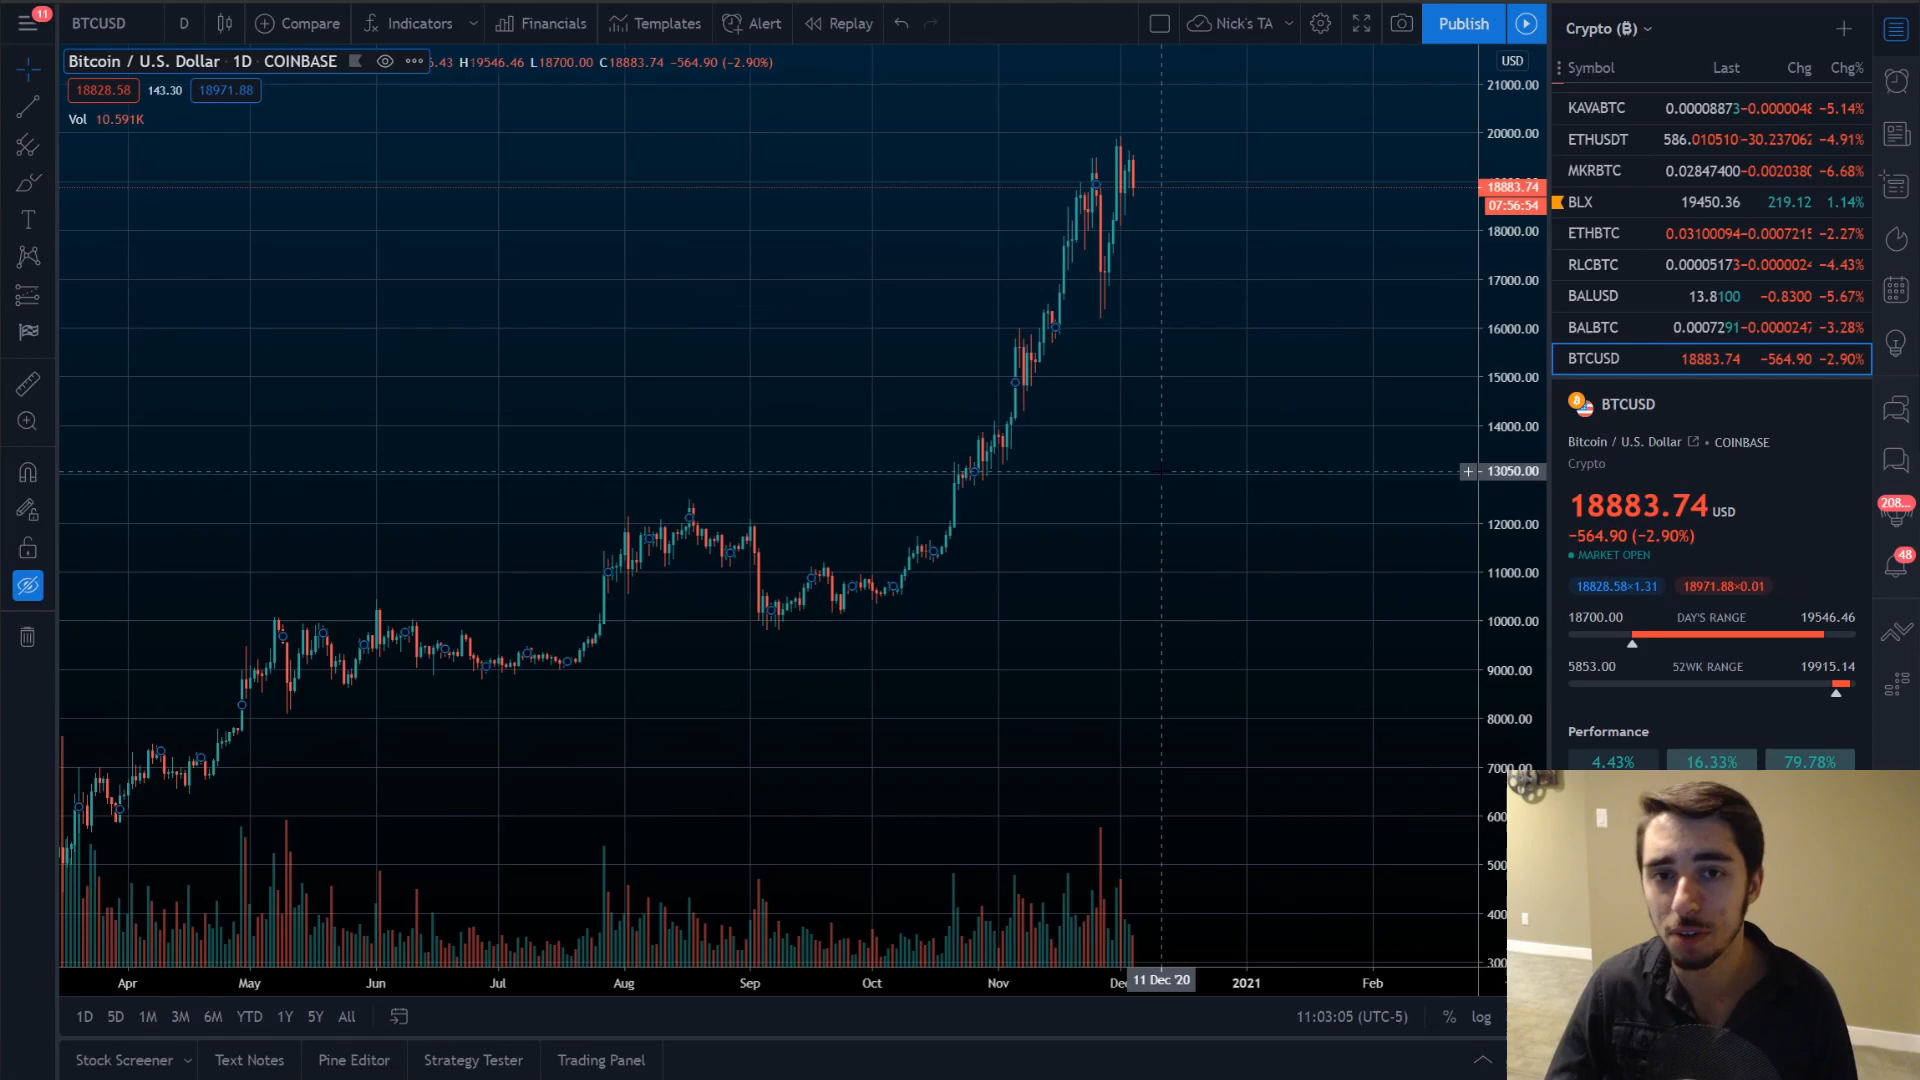 11
BTCUSD D Compare Indicators Financials Templates Alert Replay Nick's TA Publish
Bitcoin / U.S. Dollar · 1D · COINBASE .43 H19546.46 L18700.00 C18883.74 −564.90 (−2.90%)
18828.58 143.30 18971.88
Vol 10.591K
USD
21000.00
20000.00
18883.74
07:56:54
18000.00
17000.00
16000.00
15000.00
14000.00
13050.00
12000.00
11000.00
10000.00
9000.00
8000.00
7000.00
600
500
400
300
Apr May Jun Jul Aug Sep Oct Nov Dec 11 Dec '20 2021 Feb
1D 5D 1M 3M 6M YTD 1Y 5Y All 11:03:05 (UTC-5) % log
Stock Screener Text Notes Pine Editor Strategy Tester Trading Panel
Crypto (₿)
Symbol Last Chg Chg%
KAVABTC 0.00008873 −0.0000048 −5.14%
ETHUSDT 586.010510 −30.237062 −4.91%
MKRBTC 0.02847400 −0.0020380 −6.68%
BLX 19450.36 219.12 1.14%
ETHBTC 0.03100094 −0.0007215 −2.27%
RLCBTC 0.00005173 −0.0000024 −4.43%
BALUSD 13.8100 −0.8300 −5.67%
BALBTC 0.0007291 −0.0000247 −3.28%
BTCUSD 18883.74 −564.90 −2.90%
BTCUSD
Bitcoin / U.S. Dollar • COINBASE
Crypto
18883.74 USD
−564.90 (−2.90%)
MARKET OPEN
18828.58×1.31 18971.88×0.01
18700.00 DAY'S RANGE 19546.46
5853.00 52WK RANGE 19915.14
Performance
4.43% 16.33% 79.78%
208...
48